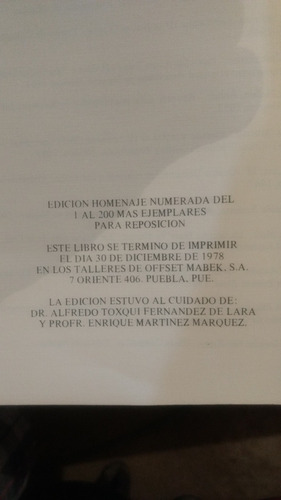 EDICION HOMENAJE NUMERADA DEL
1 AL 200 MAS EJEMPLARES
PARA REPOSICION
ESTE LIBRO SE TERMINO DE IMPRIMIR
EL DIA 30 DE DICIEMBRE DE 1978
EN LOS TALLERES DE OFFSET MABEK, S.A.
7 ORIENTE 406. PUEBLA, PUE.
LA EDICION ESTUVO AL CUIDADO DE:
DR. ALFREDO TOXQUI FERNANDEZ DE LARA
Y PROFR. ENRIQUE MARTINEZ MARQUEZ.